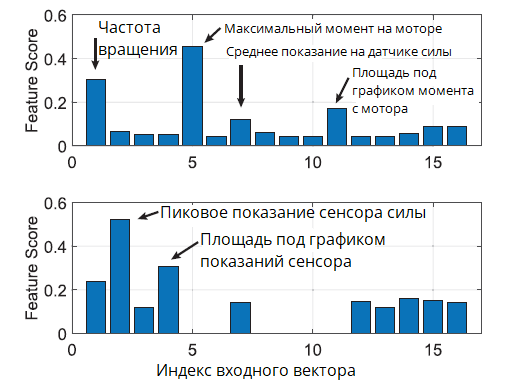 0.6
Частота
вращения
Максимальный момент на моторе
Среднее показание на датчике силы
0.4
Площадь под
графиком момента
с мотора
0.2
Feature Score
0
0
5
10
15
0.6
Пиковое показание сенсора силы
0.4
Площадь под графиком
показаний сенсора
0.2
Feature Score
0
0
5
10
15
Индекс входного вектора